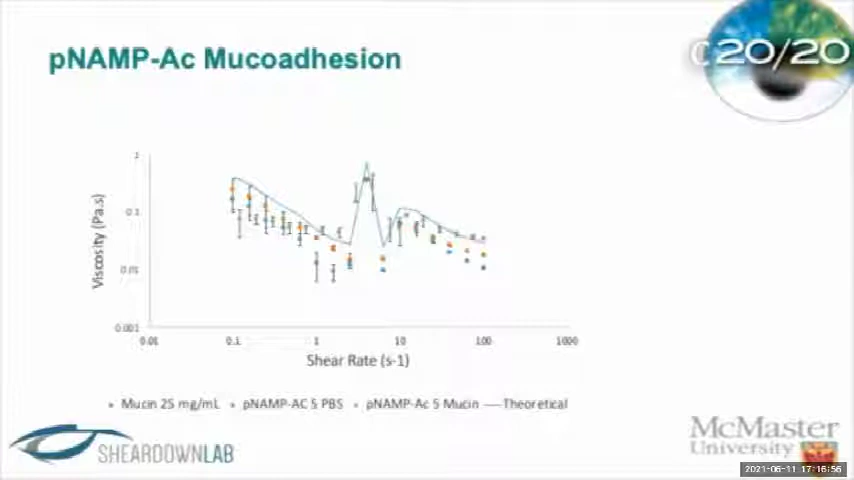 pNAMP-Ac Mucoadhesion
C20/20
1
0.1
0.01
0.001
Viscosity (Pa.s)
0.01 0.1 1 10 100 1000
Shear Rate (s-1)
Mucin 25 mg/mL pNAMP-AC 5 PBS pNAMP-Ac 5 Mucin Theoretical
SHEARDOWNLAB
McMaster
University
2021-06-11 17:16:56